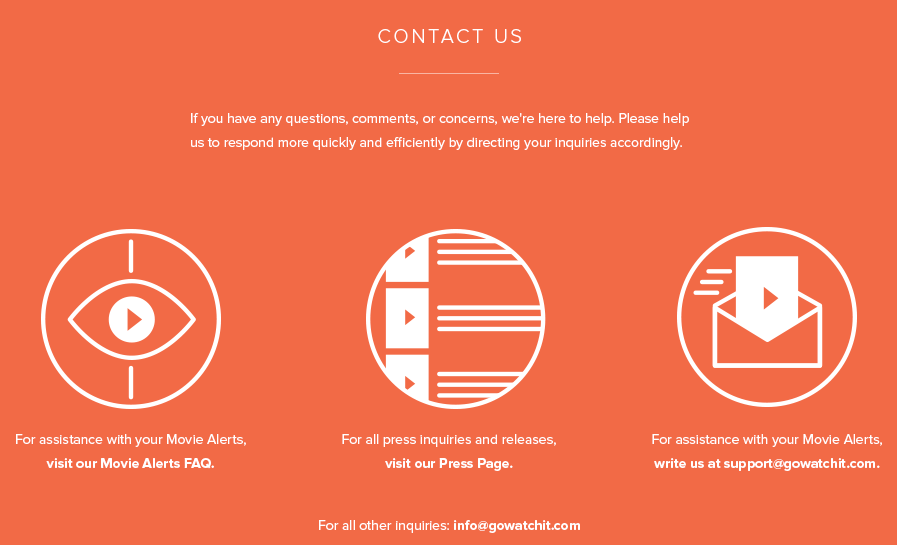 CONTACT US
If you have any questions, comments, or concerns, we're here to help. Please help
us to respond more quickly and efficiently by directing your inquiries accordingly.
For assistance with your Movie Alerts,
visit our Movie Alerts FAQ.
For all press inquiries and releases,
visit our Press Page.
For assistance with your Movie Alerts,
write us at support@gowatchit.com.
For all other inquiries: info@gowatchit.com